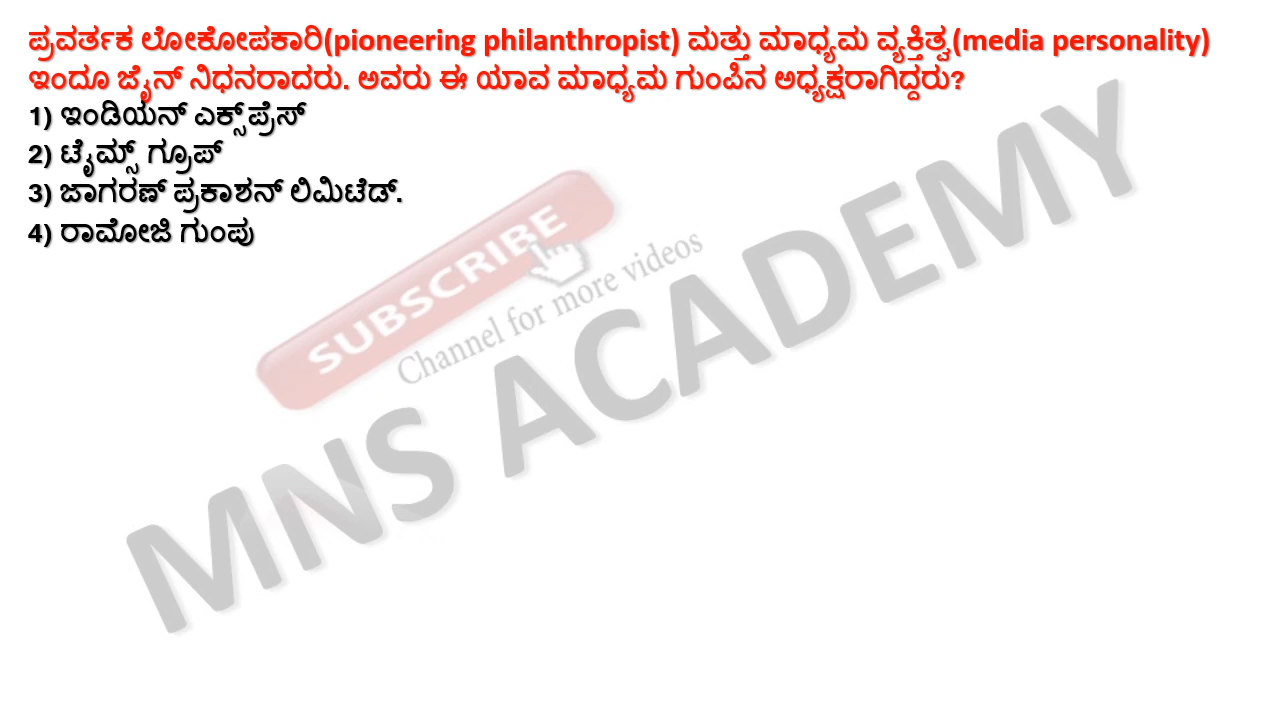 ಪ್ರವರ್ತಕ ಲೋಕೋಪಕಾರಿ(pioneering philanthropist) ಮತ್ತು ಮಾಧ್ಯಮ ವ್ಯಕ್ತಿತ್ವ(media personality)
ಇಂದೂ ಜೈನ್ ನಿಧನರಾದರು. ಅವರು ಈ ಯಾವ ಮಾಧ್ಯಮ ಗುಂಪಿನ ಅಧ್ಯಕ್ಷರಾಗಿದ್ದರು?
1) ಇಂಡಿಯನ್ ಎಕ್ಸ್‌ಪ್ರೆಸ್
2) ಟೈಮ್ಸ್ ಗ್ರೂಪ್
3) ಜಾಗರಣ್ ಪ್ರಕಾಶನ್ ಲಿಮಿಟೆಡ್.
4) ರಾಮೋಜಿ ಗುಂಪು
SUBSCRIBE
Channel for more videos
MNS ACADEMY